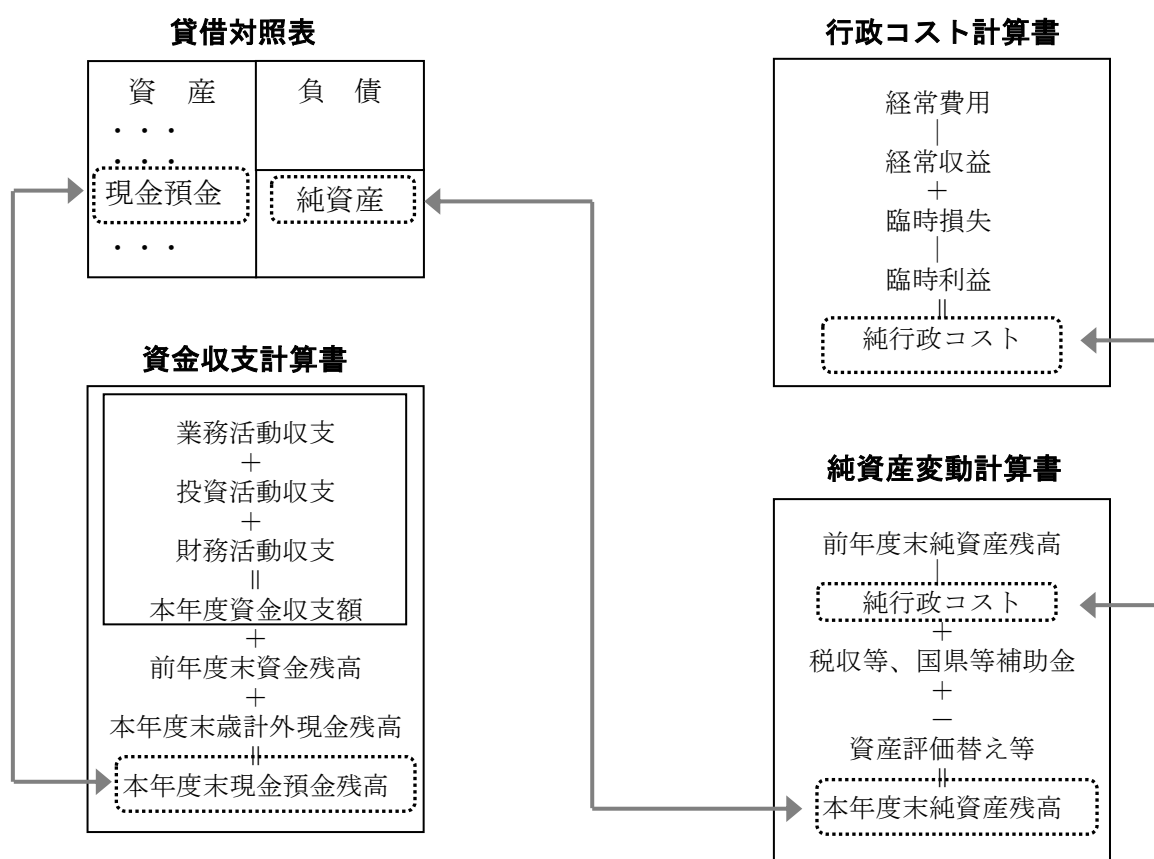 貸借対照表
資　産
負　債
・・・
・・・
現金預金
純資産
・・・
資金収支計算書
業務活動収支
＋
投資活動収支
＋
財務活動収支
＝
本年度資金収支額
＋
前年度末資金残高
＋
本年度末歳計外現金残高
＝
本年度末現金預金残高
行政コスト計算書
経常費用
－
経常収益
＋
臨時損失
－
臨時利益
＝
純行政コスト
純資産変動計算書
前年度末純資産残高
－
純行政コスト
＋
税収等、国県等補助金
＋
－
資産評価替え等
＝
本年度末純資産残高